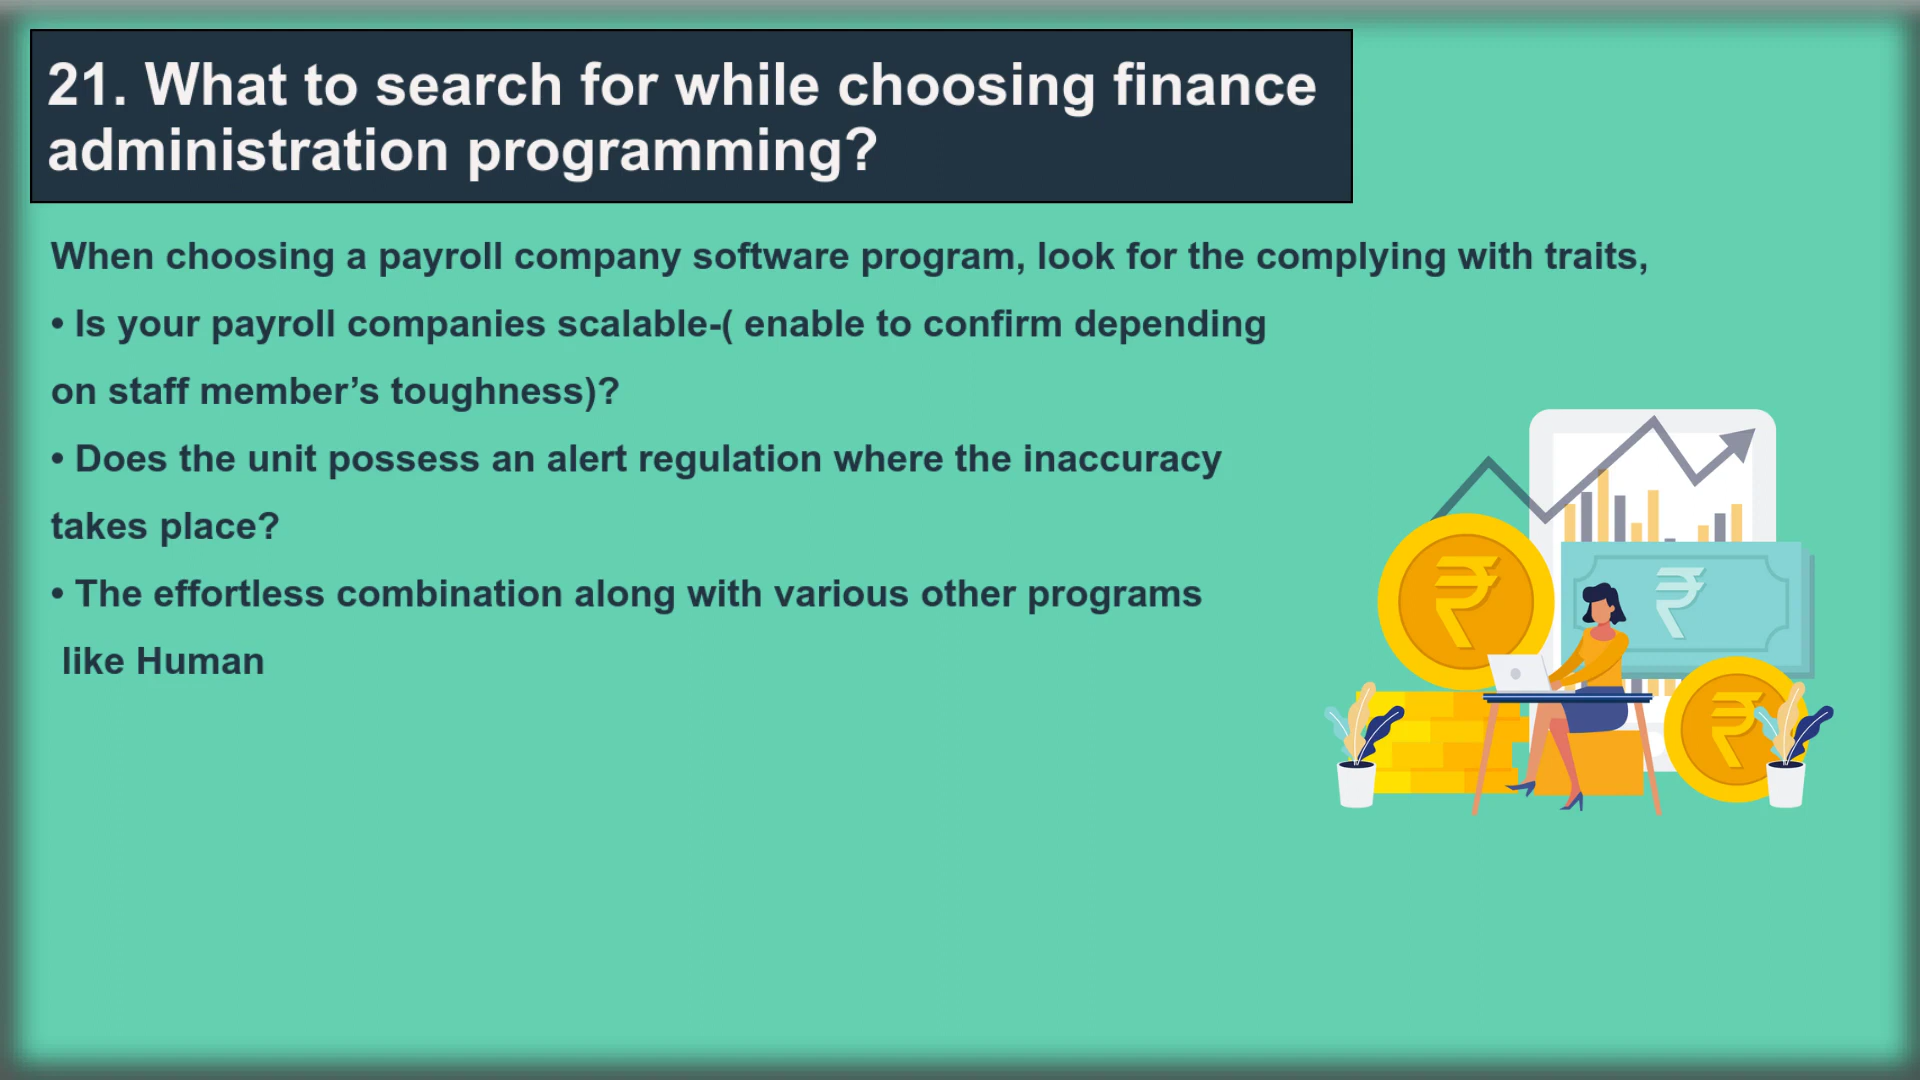 21. What to search for while choosing finance
administration programming?
When choosing a payroll company software program, look for the complying with traits,
• Is your payroll companies scalable-( enable to confirm depending
on staff member’s toughness)?
• Does the unit possess an alert regulation where the inaccuracy
takes place?
• The effortless combination along with various other programs
like Human
₹
₹
₹